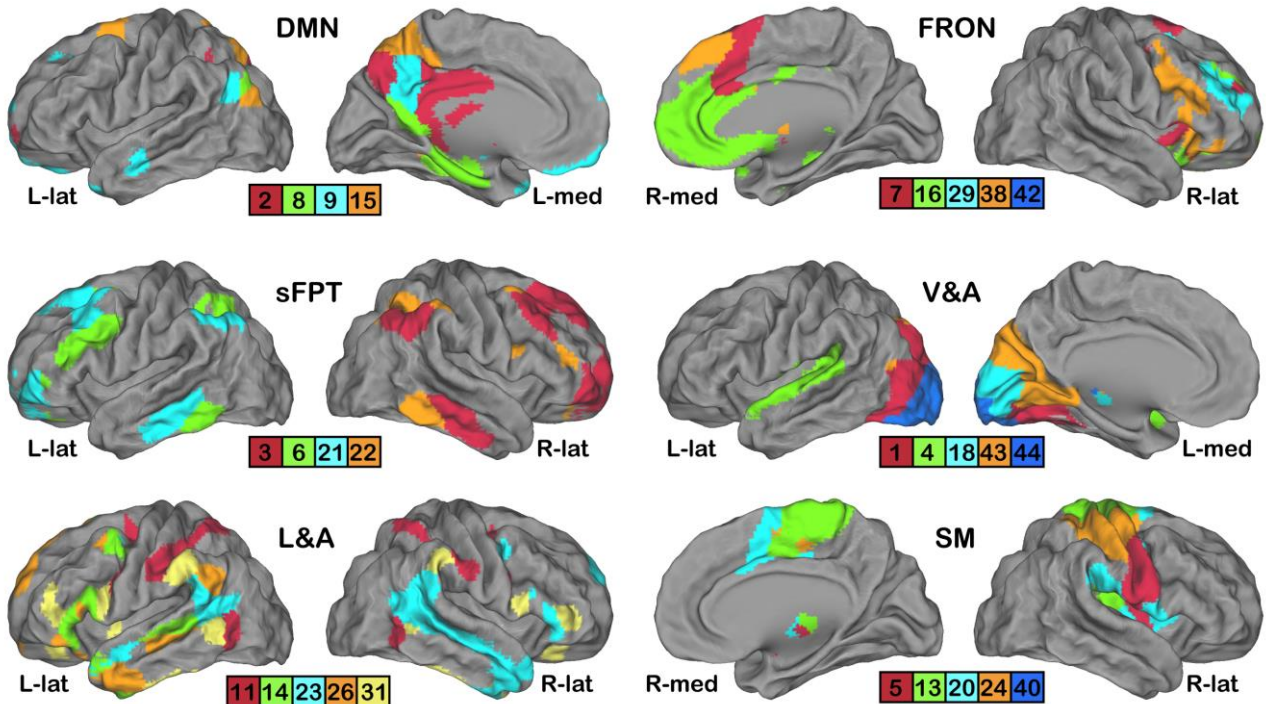 DMN
L-lat
L-med
2 8 9 15
FRON
R-med
R-lat
7 16 29 38 42
sFPT
L-lat
R-lat
3 6 21 22
V&A
L-lat
L-med
1 4 18 43 44
L&A
L-lat
R-lat
11 14 23 26 31
SM
R-med
R-lat
5 13 20 24 40